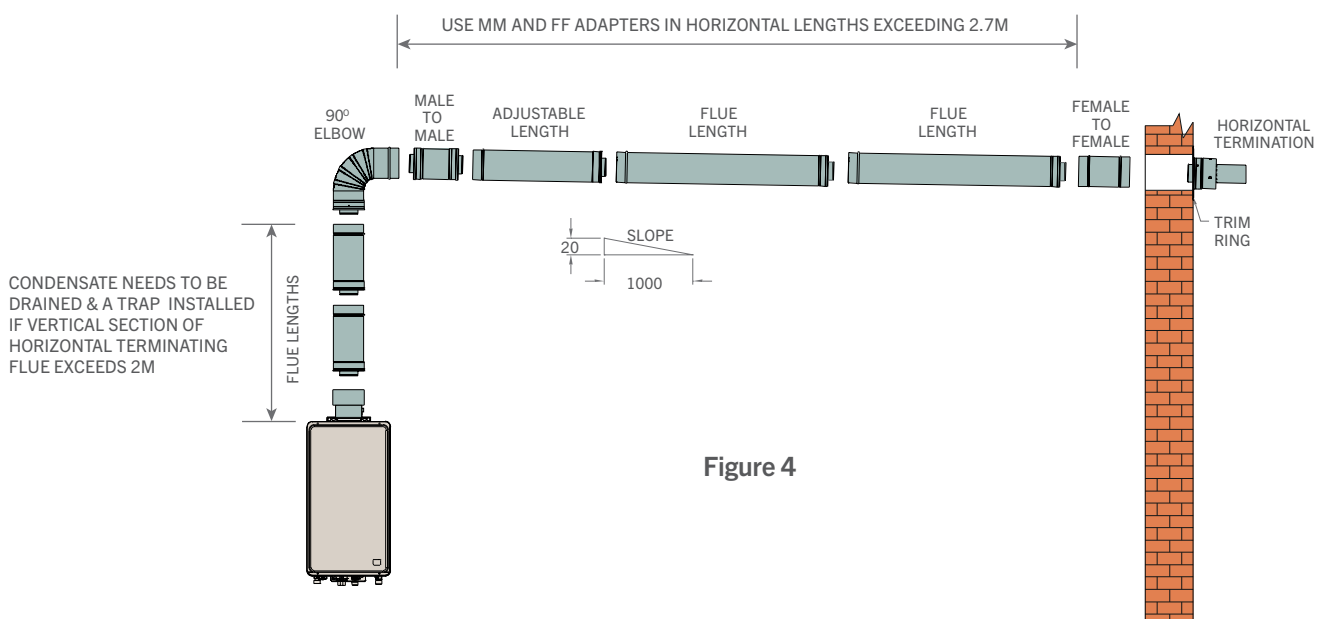 USE MM AND FF ADAPTERS IN HORIZONTAL LENGTHS EXCEEDING 2.7M
90º
ELBOW
MALE
TO
MALE
ADJUSTABLE
LENGTH
FLUE
LENGTH
FLUE
LENGTH
FEMALE
TO
FEMALE
HORIZONTAL
TERMINATION
TRIM
RING
SLOPE
20
1000
CONDENSATE NEEDS TO BE
DRAINED & A TRAP INSTALLED
IF VERTICAL SECTION OF
HORIZONTAL TERMINATING
FLUE EXCEEDS 2M
FLUE LENGTHS
Figure 4